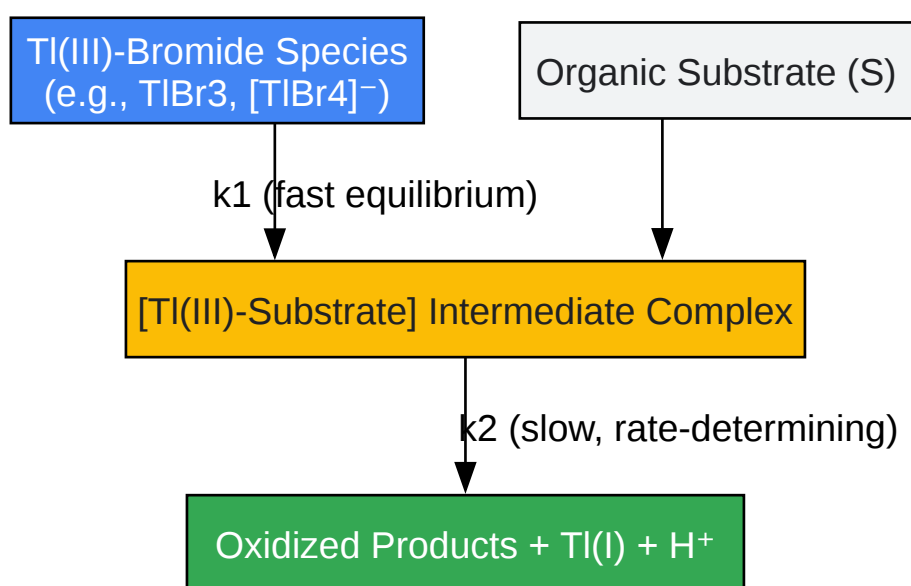 Tl(III)-Bromide Species
(e.g., TlBr3, [TlBr4]⁻)
Organic Substrate (S)
k1 (fast equilibrium)
[Tl(III)-Substrate] Intermediate Complex
k2 (slow, rate-determining)
Oxidized Products + Tl(I) + H⁺